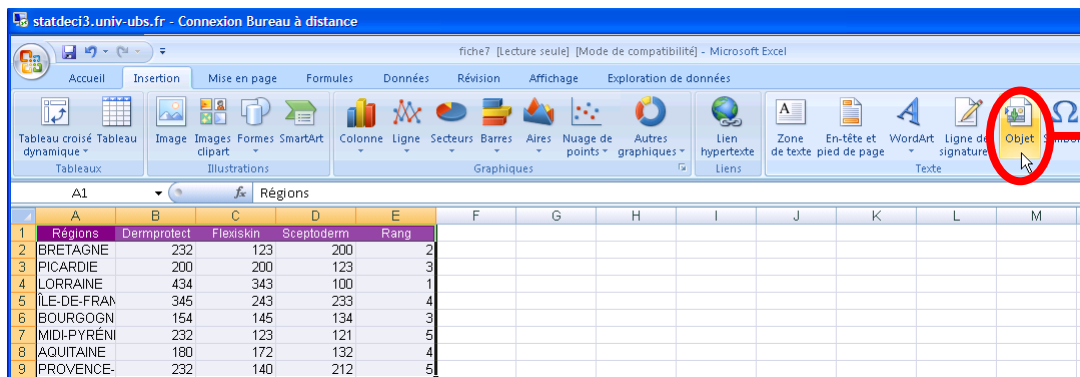 statdeci3.univ-ubs.fr - Connexion Bureau à distance
fiche7 [Lecture seule] [Mode de compatibilité] - Microsoft Excel
Accueil Insertion Mise en page Formules Données Révision Affichage Exploration de données
Tableau croisé dynamique Tableau Image Images clipart Formes SmartArt Colonne Ligne Secteurs Barres Aires Nuage de points Autres graphiques Lien hypertexte Zone de texte En-tête et pied de page WordArt Ligne de signature Objet
Tableaux Illustrations Graphiques Liens Texte
A1 fx Régions
A B C D E F G H I J K L M
1 Régions Dermprotect Flexiskin Sceptoderm Rang
2 BRETAGNE 232 123 200 2
3 PICARDIE 200 200 123 3
4 LORRAINE 434 343 100 1
5 ÎLE-DE-FRAN 345 243 233 4
6 BOURGOGN 154 145 134 3
7 MIDI-PYRÉNI 232 123 121 5
8 AQUITAINE 180 172 132 4
9 PROVENCE- 232 140 212 5